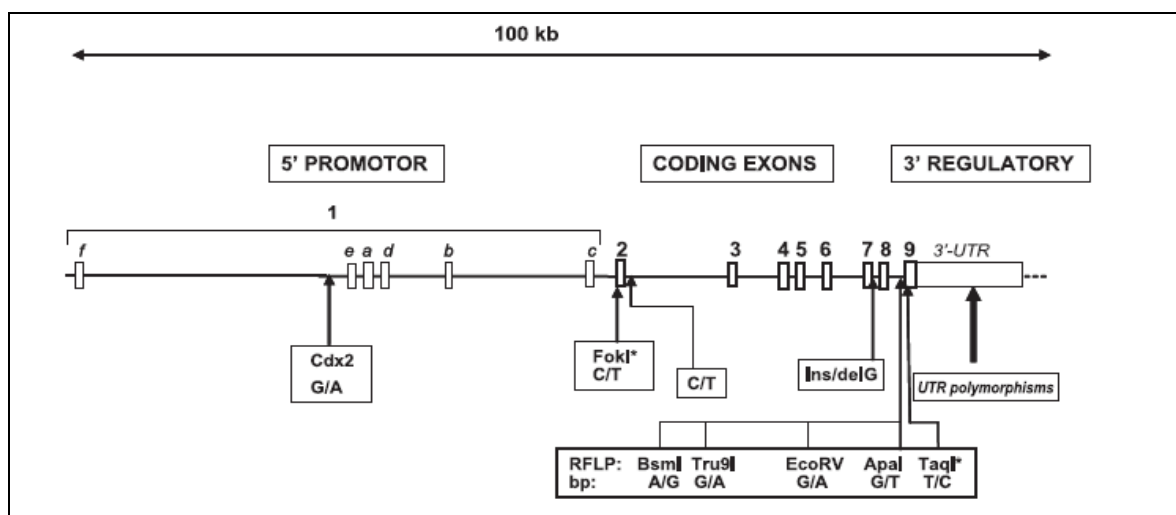 100 kb
5' PROMOTOR CODING EXONS 3' REGULATORY
1
f e a d b c 2 3 4 5 6 7 8 9 3'-UTR
Cdx2
G/A
FokI*
C/T
C/T
Ins/delG
UTR polymorphisms
RFLP: BsmI Tru9I EcoRV ApaI TaqI*
bp: A/G G/A G/A G/T T/C